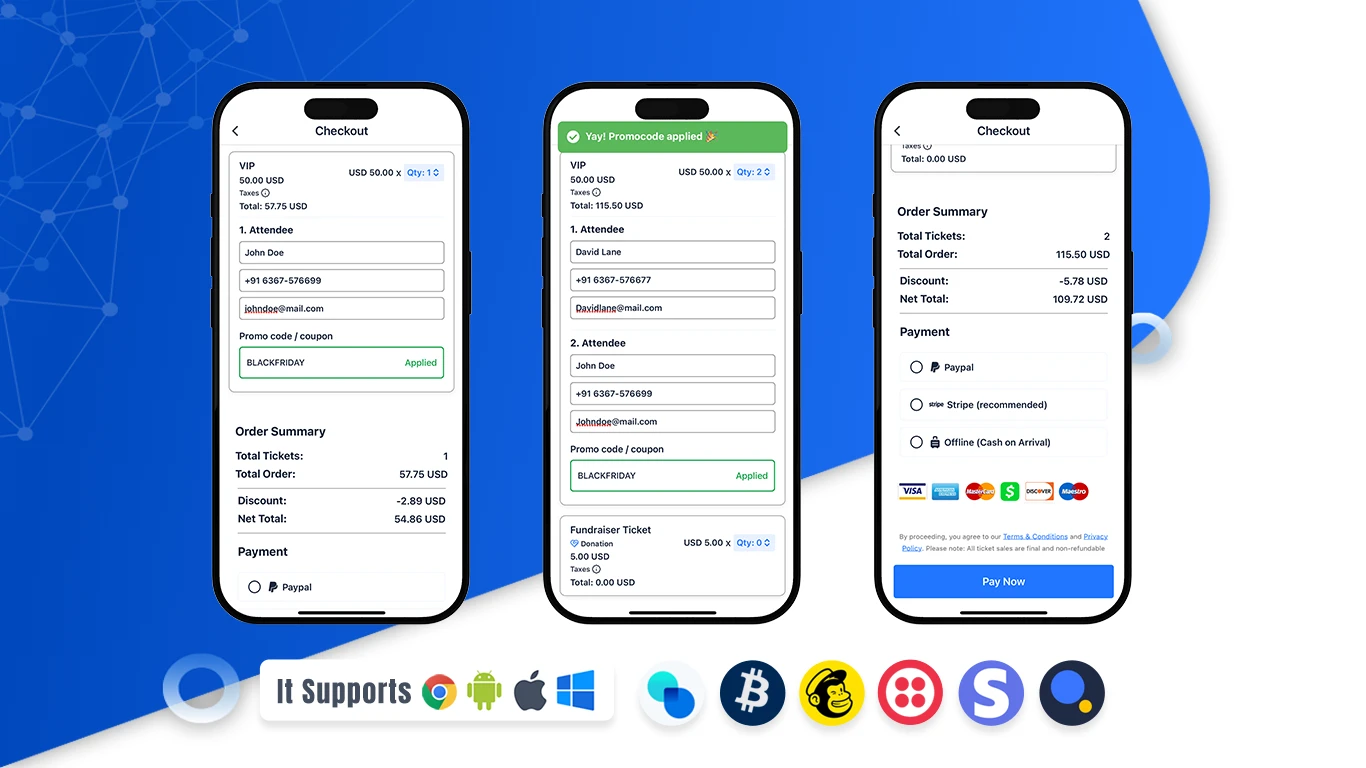 Checkout
VIP
50.00 USD
USD 50.00 x Qty: 1
Taxes
Total: 57.75 USD
1. Attendee
John Doe
+91 6367-576699
johndoe@mail.com
Promo code / coupon
BLACKFRIDAY Applied
Order Summary
Total Tickets: 1
Total Order: 57.75 USD
Discount: -2.89 USD
Net Total: 54.86 USD
Payment
Paypal
Yay! Promocode applied 🎉
VIP
50.00 USD
USD 50.00 x Qty: 2
Taxes
Total: 115.50 USD
1. Attendee
David Lane
+91 6367-576677
Davidlane@mail.com
2. Attendee
John Doe
+91 6367-576699
Johndoe@mail.com
Promo code / coupon
BLACKFRIDAY Applied
Fundraiser Ticket
Donation
USD 5.00 x Qty: 0
5.00 USD
Taxes
Total: 0.00 USD
Checkout
Taxes
Total: 0.00 USD
Order Summary
Total Tickets: 2
Total Order: 115.50 USD
Discount: -5.78 USD
Net Total: 109.72 USD
Payment
Paypal
stripe Stripe (recommended)
Offline (Cash on Arrival)
VISA AMERICAN EXPRESS MasterCard $ DISCOVER Maestro
By proceeding, you agree to our Terms & Conditions and Privacy
Policy. Please note: All ticket sales are final and non-refundable
Pay Now
It Supports
S